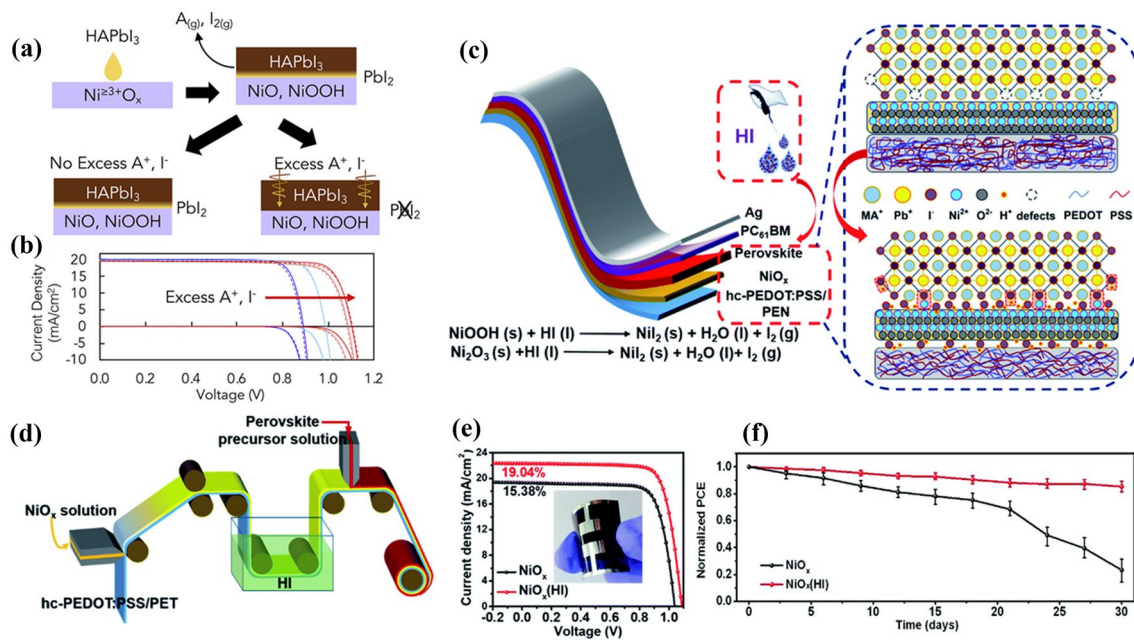 (a)
A(g), I2(g)
HAPbI3
Ni≥3+Ox
HAPbI3
NiO, NiOOH
PbI2
No Excess A+, I-
HAPbI3
NiO, NiOOH
PbI2
Excess A+, I-
HAPbI3
NiO, NiOOH
PbI2
(b)
Current Density
(mA/cm2)
20
15
10
5
0
-5
-10
Excess A+, I-
0.0 0.2 0.4 0.6 0.8 1.0 1.2
Voltage (V)
(c)
HI
Ag
PC61BM
Perovskite
NiOx
hc-PEDOT:PSS/
PEN
NiOOH (s) + HI (l) → NiI2 (s) + H2O (l) + I2 (g)
Ni2O3 (s) +HI (l) → NiI2 (s) + H2O (l)+ I2 (g)
MA+ Pb+ I- Ni2+ O2- H+ defects PEDOT PSS
(d)
Perovskite
precursor solution
NiOx solution
HI
hc-PEDOT:PSS/PET
(e)
Current density (mA/cm2)
24
20
16
12
8
4
0
19.04%
15.38%
NiOx
NiOx(HI)
-0.2 0.0 0.2 0.4 0.6 0.8 1.0
Voltage (V)
(f)
Normalized PCE
1.0
0.8
0.6
0.4
0.2
0.0
NiOx
NiOx(HI)
0 5 10 15 20 25 30
Time (days)